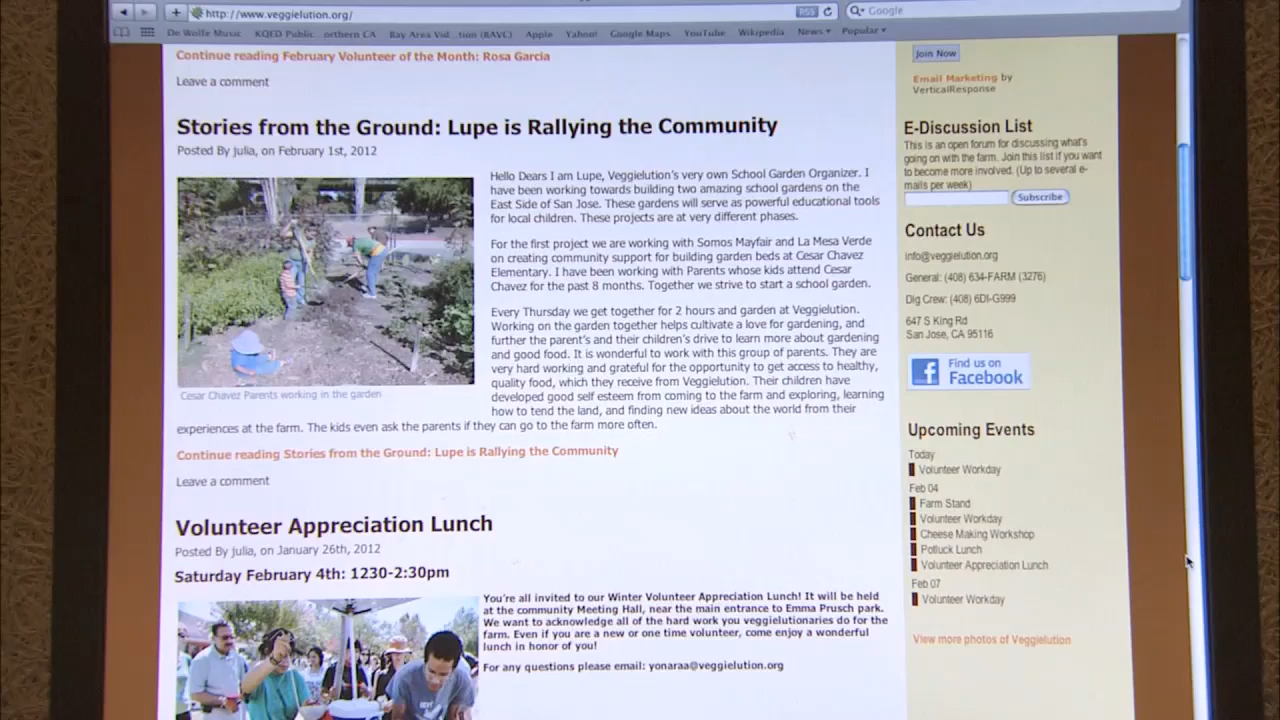 http://www.veggielution.org/
RSS
Google
De Wolfe Music
KQED Public ...orthern CA
Bay Area Vid...tion (BAVC)
Apple
Yahoo!
Google Maps
YouTube
Wikipedia
News
Popular
Continue reading February Volunteer of the Month: Rosa Garcia
Leave a comment
Stories from the Ground: Lupe is Rallying the Community
Posted By julia, on February 1st, 2012
Hello Dears I am Lupe, Veggielution's very own School Garden Organizer. I
have been working towards building two amazing school gardens on the
East Side of San Jose. These gardens will serve as powerful educational tools
for local children. These projects are at very different phases.
For the first project we are working with Somos Mayfair and La Mesa Verde
on creating community support for building garden beds at Cesar Chavez
Elementary. I have been working with Parents whose kids attend Cesar
Chavez for the past 8 months. Together we strive to start a school garden.
Every Thursday we get together for 2 hours and garden at Veggielution.
Working on the garden together helps cultivate a love for gardening, and
further the parent's and their children's drive to learn more about gardening
and good food. It is wonderful to work with this group of parents. They are
very hard working and grateful for the opportunity to get access to healthy,
quality food, which they receive from Veggielution. Their children have
developed good self esteem from coming to the farm and exploring, learning
how to tend the land, and finding new ideas about the world from their
experiences at the farm. The kids even ask the parents if they can go to the farm more often.
Cesar Chavez Parents working in the garden
Continue reading Stories from the Ground: Lupe is Rallying the Community
Leave a comment
Volunteer Appreciation Lunch
Posted By julia, on January 26th, 2012
Saturday February 4th: 1230-2:30pm
You're all invited to our Winter Volunteer Appreciation Lunch! It will be held
at the community Meeting Hall, near the main entrance to Emma Prusch park.
We want to acknowledge all of the hard work you veggielutionaries do for the
farm. Even if you are a new or one time volunteer, come enjoy a wonderful
lunch in honor of you!
For any questions please email: yonaraa@veggielution.org
Join Now
Email Marketing by
VerticalResponse
E-Discussion List
This is an open forum for discussing what's
going on with the farm. Join this list if you want
to become more involved. (Up to several e-
mails per week)
Subscribe
Contact Us
info@veggielution.org
General: (408) 634-FARM (3276)
Dig Crew: (408) 6DI-G999
647 S King Rd
San Jose, CA 95116
Find us on
Facebook
Upcoming Events
Today
Volunteer Workday
Feb 04
Farm Stand
Volunteer Workday
Cheese Making Workshop
Potluck Lunch
Volunteer Appreciation Lunch
Feb 07
Volunteer Workday
View more photos of Veggielution